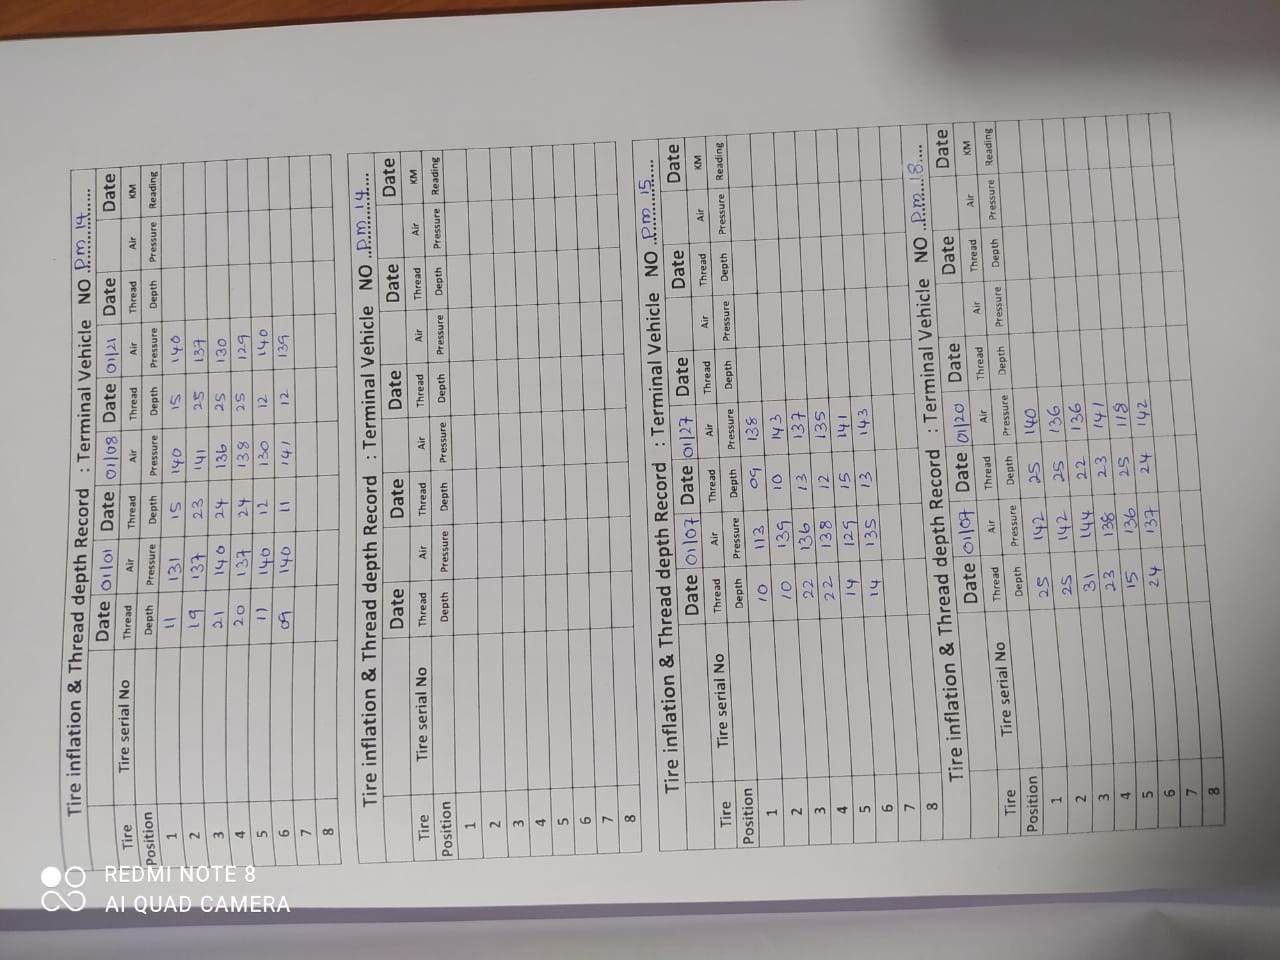 Tire inflation & Thread depth Record : Terminal Vehicle NO ..P.m. 14......
Date 01/01 Date 01/08 Date 01/21 Date Date
Tire Tire serial No Thread Air Thread Air Thread Air Thread Air KM
Position Depth Pressure Depth Pressure Depth Pressure Depth Pressure Reading
1 11 131 15 140 15 140
2 19 137 23 141 25 137
3 21 140 24 136 25 130
4 20 137 24 138 25 129
5 11 140 12 130 12 140
6 09 140 11 141 12 139
7
8
Tire inflation & Thread depth Record : Terminal Vehicle NO ..P.m. 14......
Date Date Date Date Date
Tire Tire serial No Thread Air Thread Air Thread Air Thread Air KM
Position Depth Pressure Depth Pressure Depth Pressure Depth Pressure Reading
1
2
3
4
5
6
7
8
Tire inflation & Thread depth Record : Terminal Vehicle NO ..P.m. 15......
Date 01/07 Date 01/27 Date Date Date
Tire Tire serial No Thread Air Thread Air Thread Air Thread Air KM
Position Depth Pressure Depth Pressure Depth Pressure Depth Pressure Reading
1 10 113 09 138
2 10 139 10 143
3 22 136 13 137
4 22 138 12 135
5 14 129 15 141
6 14 135 13 143
7
8
Tire inflation & Thread depth Record : Terminal Vehicle NO ..P.m...18....
Date 01/07 Date 01/20 Date Date Date
Tire Tire serial No Thread Air Thread Air Thread Air Thread Air KM
Position Depth Pressure Depth Pressure Depth Pressure Depth Pressure Reading
1 25 142 25 140
2 25 142 25 136
3 31 144 22 136
4 23 138 23 141
5 15 136 25 118
6 24 137 24 142
7
8
REDMI NOTE 8
AI QUAD CAMERA